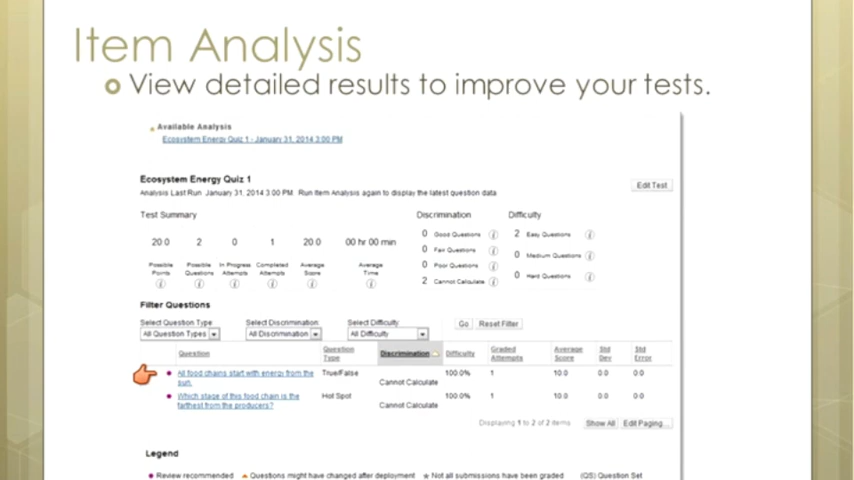 Item Analysis
View detailed results to improve your tests.
Available Analysis
Ecosystem Energy Quiz 1 - January 31, 2014 3:00 PM
Ecosystem Energy Quiz 1
Edit Test
Analysis Last Run January 31, 2014 3:00 PM Run Item Analysis again to display the latest question data
Test Summary Discrimination Difficulty
20.0 2 0 1 20.0 00 hr 00 min
Possible Points Possible Questions In Progress Attempts Completed Attempts Average Score Average Time
0 Good Questions
0 Fair Questions
0 Poor Questions
2 Cannot Calculate
2 Easy Questions
0 Medium Questions
0 Hard Questions
Filter Questions
Select Question Type: Select Discrimination: Select Difficulty:
All Question Types All Discrimination All Difficulty Go Reset Filter
Question Question Type Discrimination Difficulty Graded Attempts Average Score Std Dev Std Error
All food chains start with energy from the sun. True/False Cannot Calculate 100.0% 1 10.0 0.0 0.0
Which stage of this food chain is the farthest from the producers? Hot Spot Cannot Calculate 100.0% 1 10.0 0.0 0.0
Displaying 1 to 2 of 2 items Show All Edit Paging...
Legend
Review recommended Questions might have changed after deployment Not all submissions have been graded (QS) Question Set